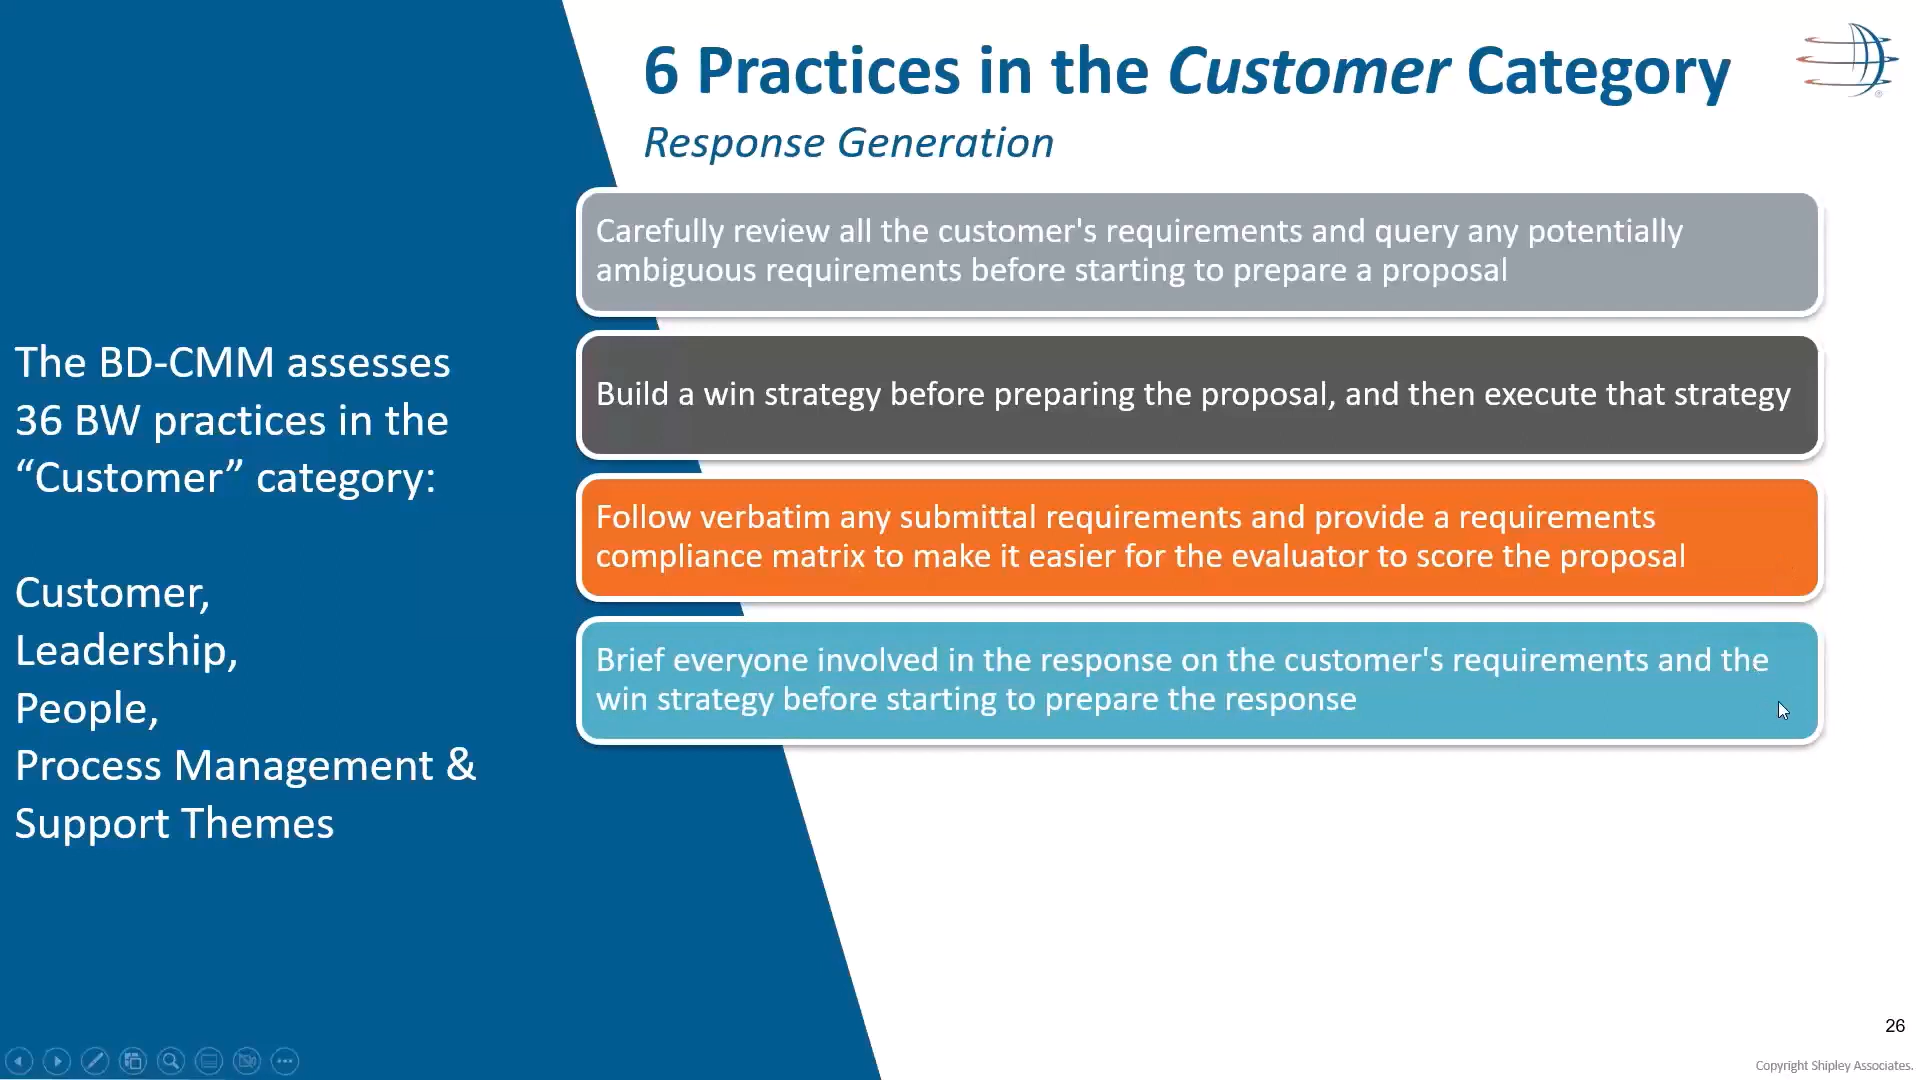 6 Practices in the Customer Category
Response Generation
The BD-CMM assesses
36 BW practices in the
“Customer” category:
Customer,
Leadership,
People,
Process Management &
Support Themes
Carefully review all the customer's requirements and query any potentially
ambiguous requirements before starting to prepare a proposal
Build a win strategy before preparing the proposal, and then execute that strategy
Follow verbatim any submittal requirements and provide a requirements
compliance matrix to make it easier for the evaluator to score the proposal
Brief everyone involved in the response on the customer's requirements and the
win strategy before starting to prepare the response
26
Copyright Shipley Associates.